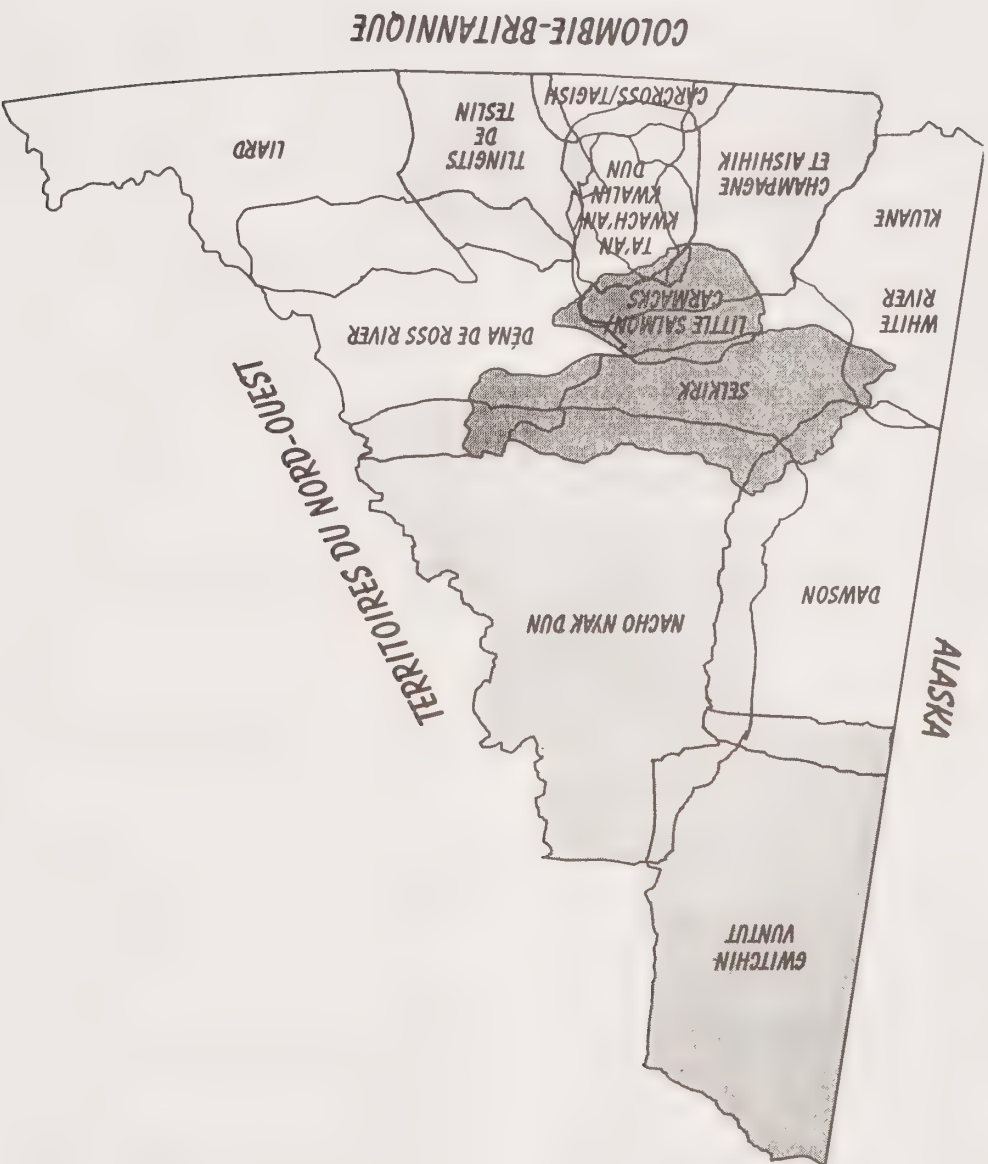 GWITCHIN
VUNTUT
ALASKA
DAWSON
NACHO NYAK DUN
TERRITOIRES DU NORD-OUEST
SELKIRK
WHITE
RIVER
LITTLE SALMON/
CARMACKS
DÉNA DE ROSS RIVER
KLUANE
TA'AN
KWACH'AN
KWALIN
DUN
CHAMPAGNE
ET AISHIHIK
TLINGITS
DE
TESLIN
LIARD
CARCROSS/TAGISH
COLOMBIE-BRITANNIQUE